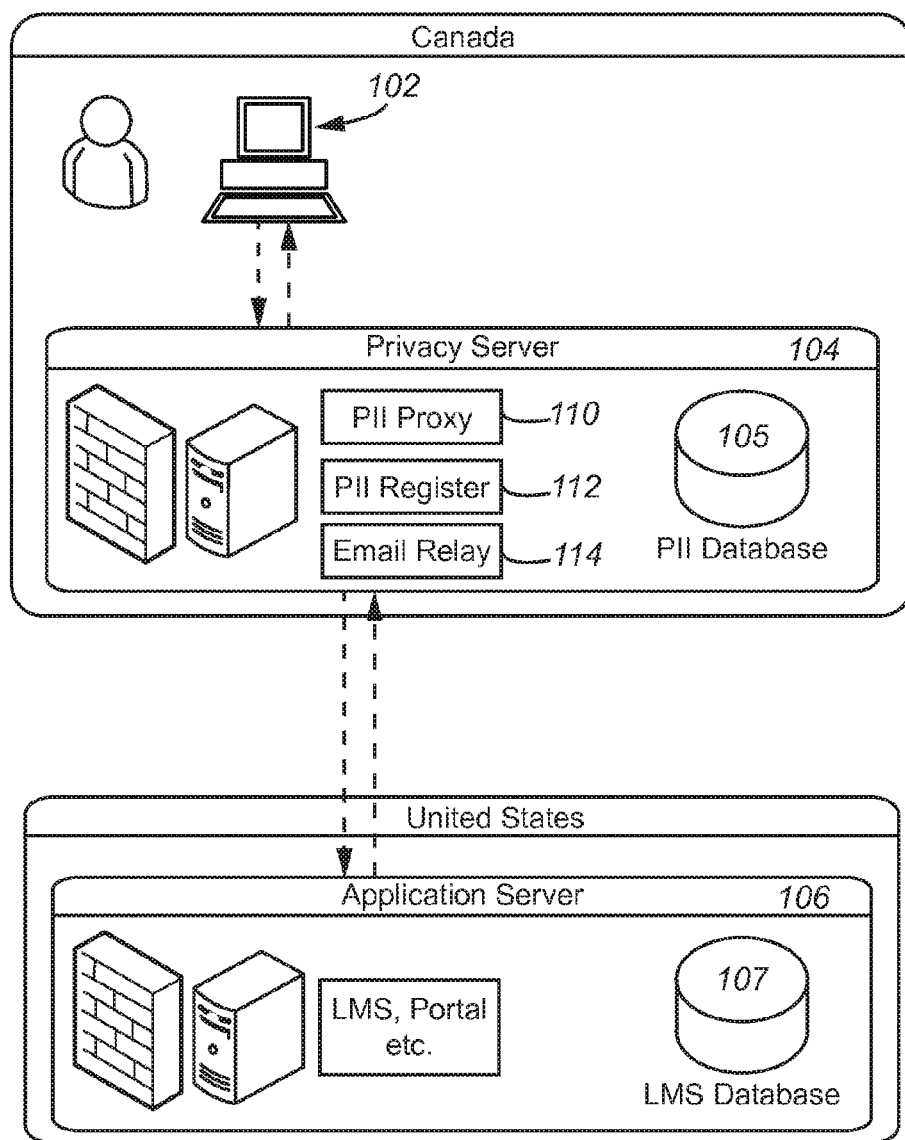 Canada
102
Privacy Server 104
PII Proxy 110
105
PII Register 112
Email Relay 114
PII Database
United States
Application Server 106
LMS, Portal
etc.
107
LMS Database